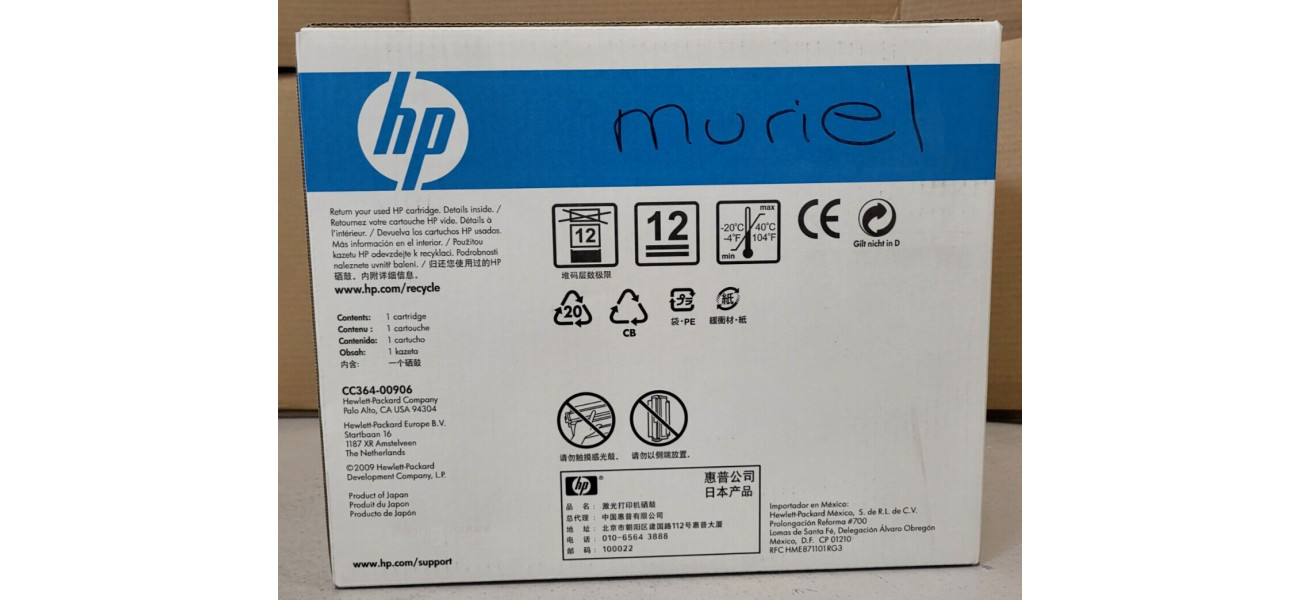 hp
muriel
Return your used HP cartridge. Details inside. /
Retournez votre cartouche HP vide. Détails à
l'intérieur. / Devuelva los cartuchos HP usados.
Más información en el interior. / Použitou
kazetu HP odevzdejte k recyklaci. Podrobnosti
naleznete uvnitř balení. / 归还您使用过的HP
硒鼓。内附详细信息。
www.hp.com/recycle
Contents: 1 cartridge
Contenu : 1 cartouche
Contenido: 1 cartucho
Obsah: 1 kazeta
内含: 一个硒鼓
CC364-00906
Hewlett-Packard Company
Palo Alto, CA USA 94304
Hewlett-Packard Europe B.V.
Startbaan 16
1187 XR Amstelveen
The Netherlands
©2009 Hewlett-Packard
Development Company, L.P.
Product of Japan
Produit du Japon
Producto de Japón
www.hp.com/support
12
堆码层数极限
12
max
-20°C 40°C
-4°F 104°F
min
CE
Gilt nicht in D
20
CB
プラ
袋・PE
紙
緩衝材・紙
请勿触摸感光鼓。
请勿以侧端放置。
hp®
惠普公司
日本产品
品 名: 激光打印机硒鼓
总代理: 中国惠普有限公司
地 址: 北京市朝阳区建国路112号惠普大厦
电 话: 010-6564 3888
邮 码: 100022
Importador en México:
Hewlett-Packard México, S. de R.L. de C.V.
Prolongación Reforma #700
Lomas de Santa Fé, Delegación Álvaro Obregón
México, D.F. CP 01210
RFC HME871101RG3